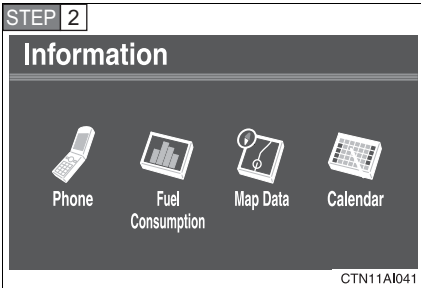 STEP 2
Information
Phone
Fuel
Consumption
Map Data
Calendar
CTN11AI041